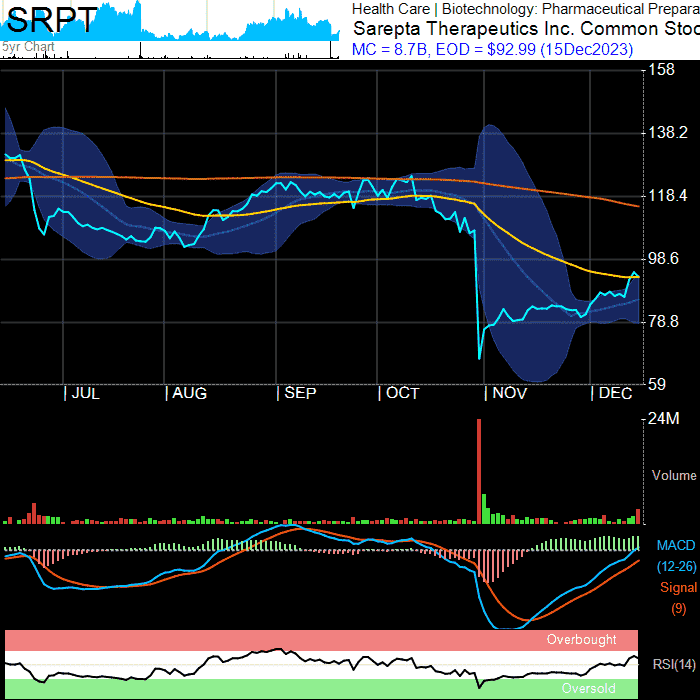 SRPT
5yr Chart
Health Care | Biotechnology: Pharmaceutical Prepara
Sarepta Therapeutics Inc. Common Stoc
MC = 8.7B, EOD = $92.99 (15Dec2023)
158
138.2
118.4
98.6
78.8
59
| JUL | AUG | SEP | OCT | NOV | DEC
24M
Volume
MACD
(12-26)
Signal
(9)
Overbought
RSI(14)
Oversold